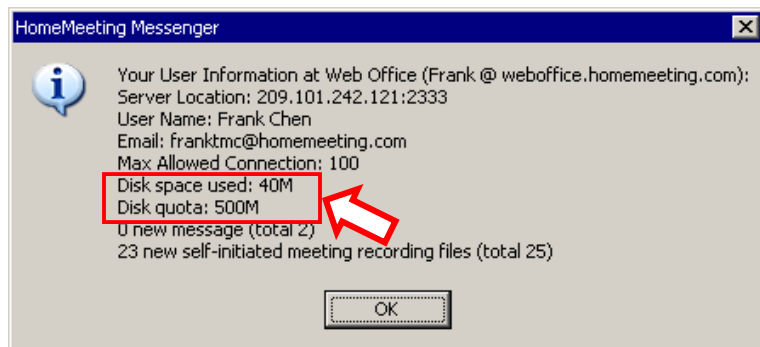 HomeMeeting Messenger
Your User Information at Web Office (Frank @ weboffice.homemeeting.com):
Server Location: 209.101.242.121:2333
User Name: Frank Chen
Email: franktmc@homemeeting.com
Max Allowed Connection: 100
Disk space used: 40M
Disk quota: 500M
0 new message (total 2)
23 new self-initiated meeting recording files (total 25)
OK